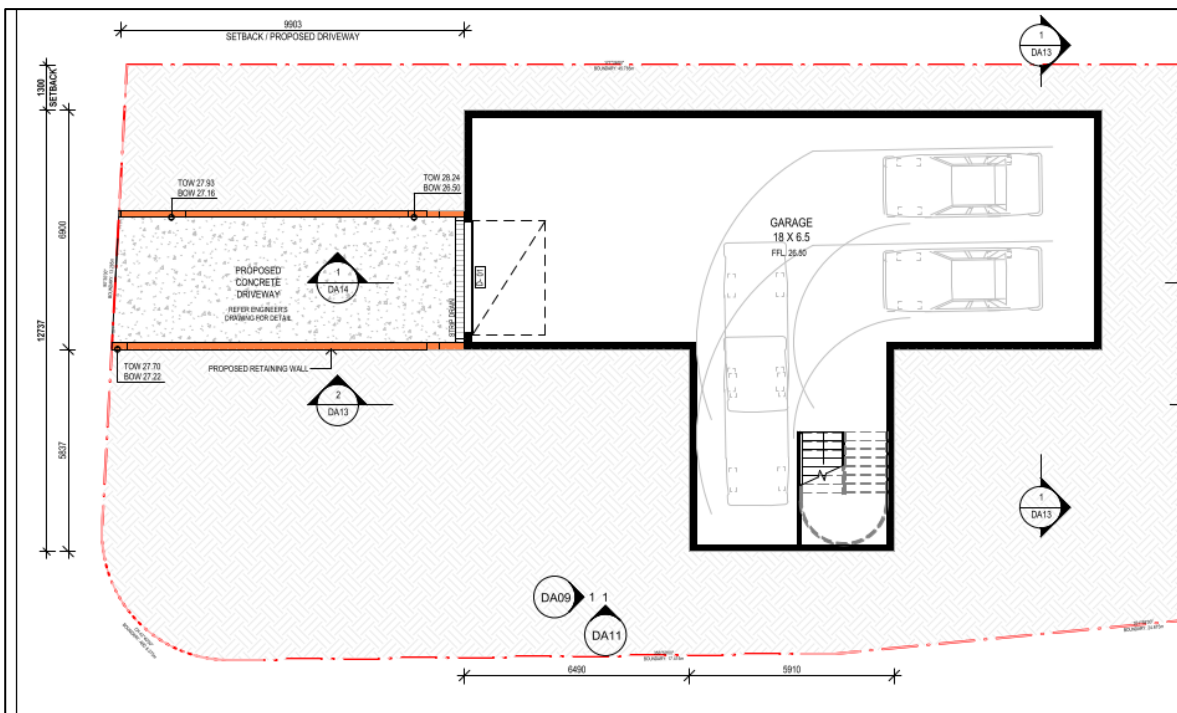 9903
SETBACK / PROPOSED DRIVEWAY
1
DA13
1300
SETBACK
TOW 27.93
BOW 27.16
TOW 28.24
BOW 26.50
GARAGE
18 X 6.5
FFL. 26.50
6900
PROPOSED
CONCRETE
DRIVEWAY
REFER ENGINEERS
DRAWING FOR DETAIL
1
DA14
STRIP DRAIN
D- 01
12737
TOW 27.70
BOW 27.22
PROPOSED RETAINING WALL
2
DA13
5837
N
1
DA13
DA09
1 1
DA11
6490
5910